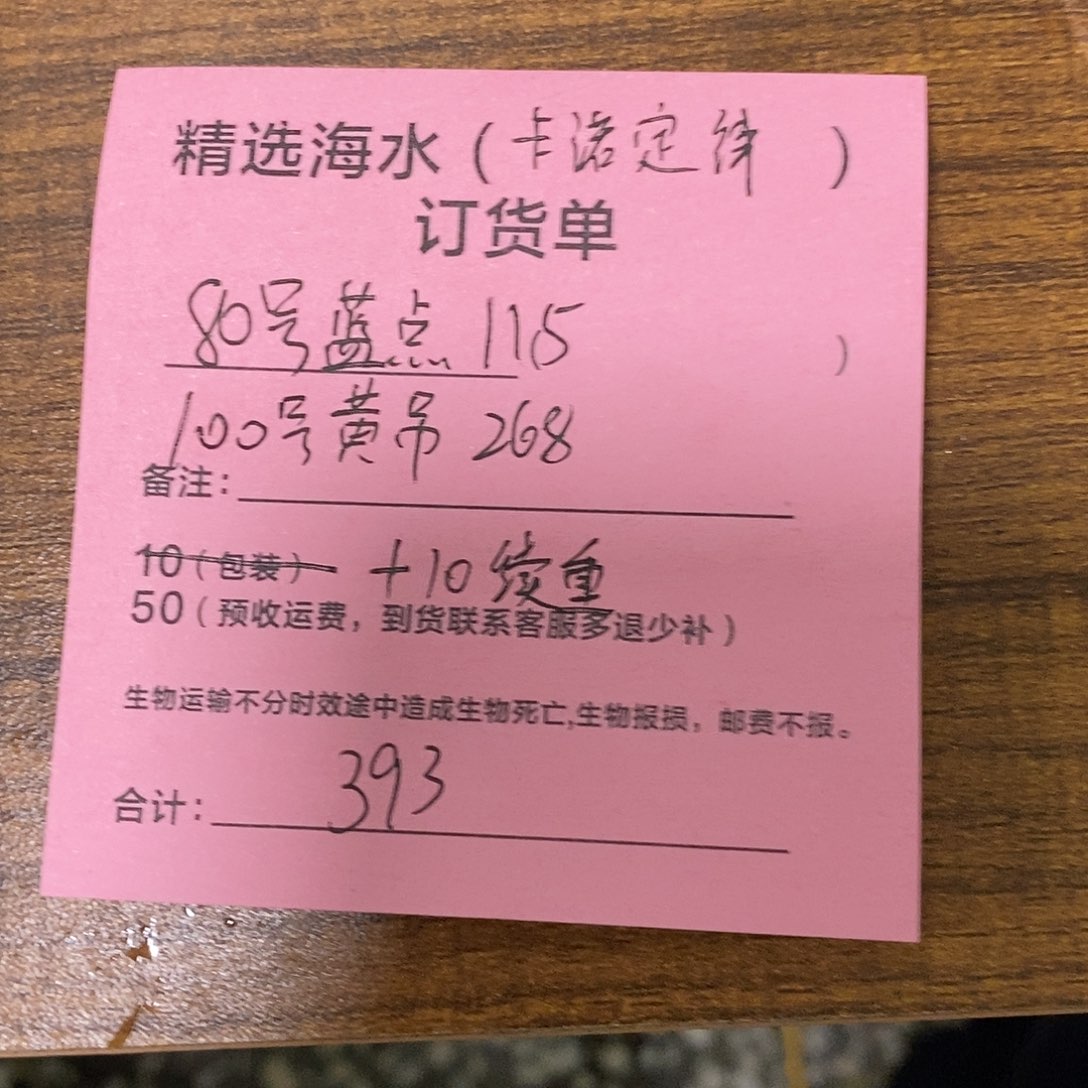 精选海水（卡诺定律）
订货单
80号蓝点 115 ）
100号黄吊 268
备注：
10（包装） +10续重
50（预收运费，到货联系客服多退少补）
生物运输不分时效途中造成生物死亡,生物报损，邮费不报。
合计： 393